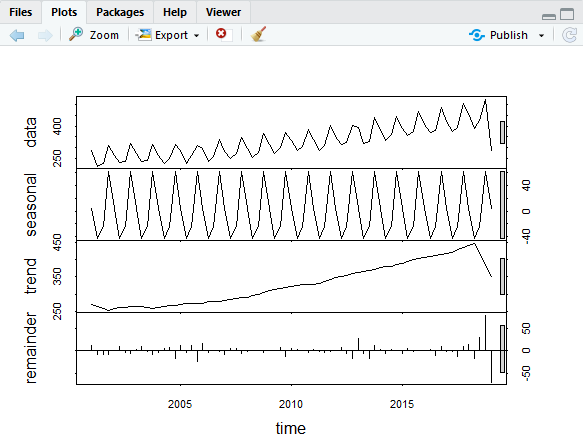 Files Plots Packages Help Viewer
Zoom Export Publish
data
250 400
seasonal
-40 0 40
trend
250 350 450
remainder
-50 0 50
2005 2010 2015
time